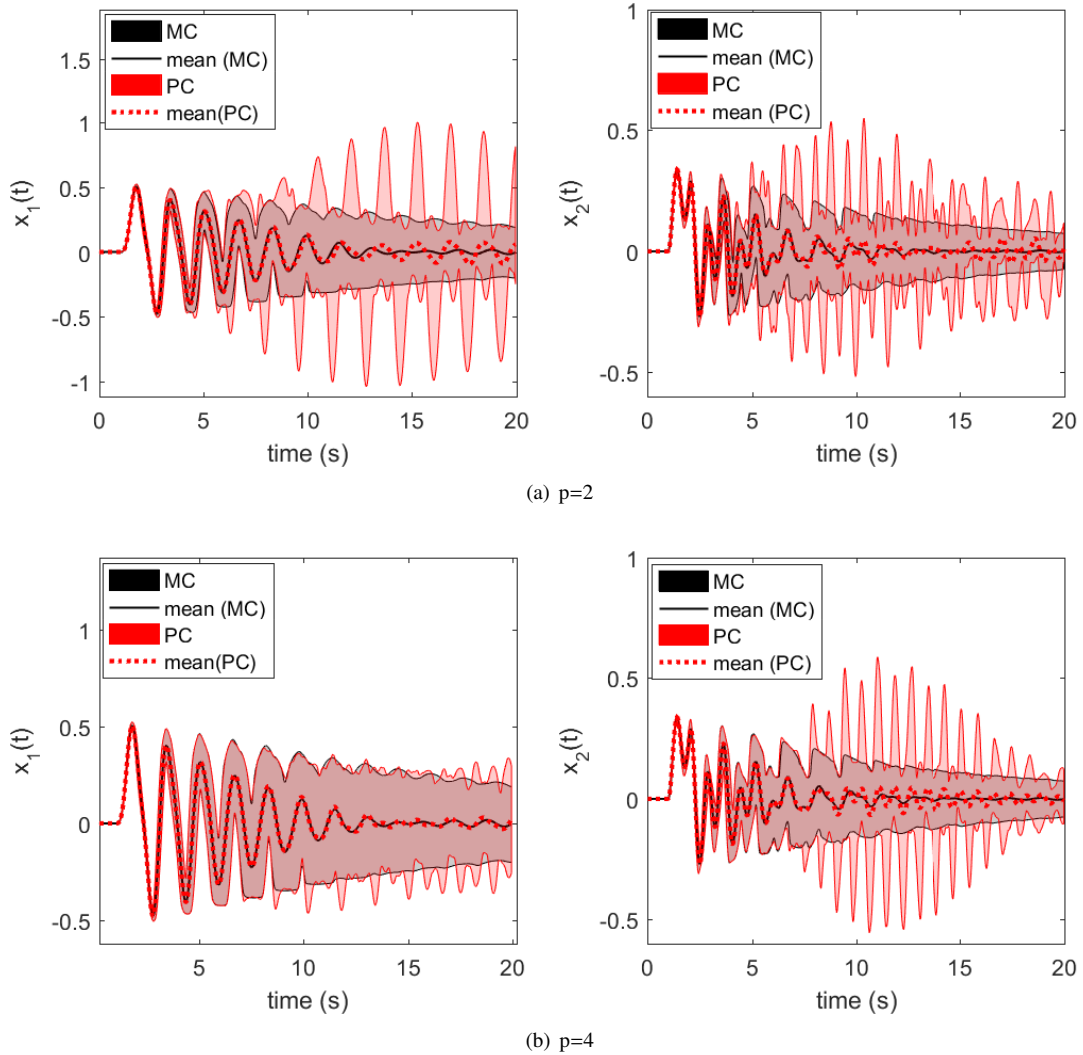 MC
mean (MC)
PC
mean(PC)
1.5
1
0.5
0
-0.5
-1
x1(t)
0 5 10 15 20
time (s)
MC
mean (MC)
PC
mean (PC)
1
0.5
0
-0.5
x2(t)
0 5 10 15 20
time (s)
(a) p=2
MC
mean (MC)
PC
mean(PC)
1
0.5
0
-0.5
x1(t)
5 10 15 20
time (s)
MC
mean (MC)
PC
mean (PC)
1
0.5
0
-0.5
x2(t)
0 5 10 15 20
time (s)
(b) p=4